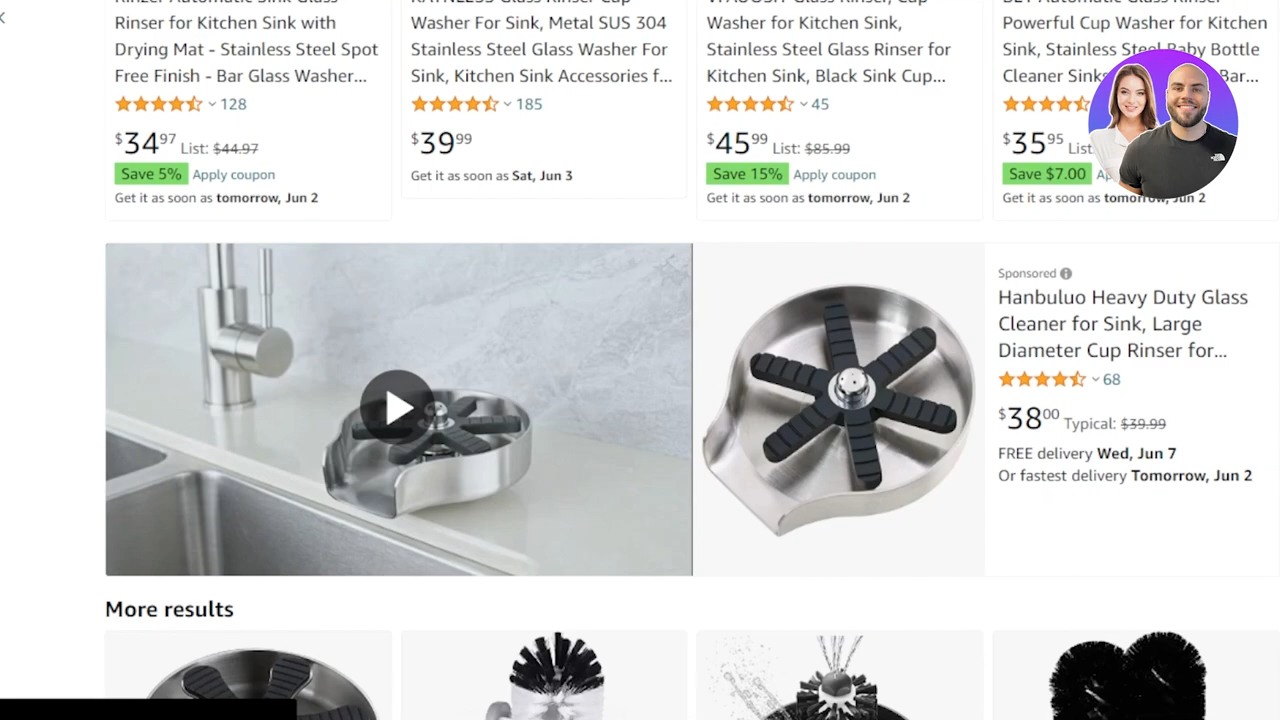 Rinser for Kitchen Sink with
Drying Mat - Stainless Steel Spot
Free Finish - Bar Glass Washer...
128
$34.97 List: $44.97
Save 5% Apply coupon
Get it as soon as tomorrow, Jun 2
Washer For Sink, Metal SUS 304
Stainless Steel Glass Washer For
Sink, Kitchen Sink Accessories f...
185
$39.99
Get it as soon as Sat, Jun 3
Washer for Kitchen Sink,
Stainless Steel Glass Rinser for
Kitchen Sink, Black Sink Cup...
45
$45.99 List: $85.99
Save 15% Apply coupon
Get it as soon as tomorrow, Jun 2
Powerful Cup Washer for Kitchen
Sink, Stainless Steel Baby Bottle
Cleaner Sinks Bar...
$35.95 List
Save $7.00
Get it as soon as tomorrow, Jun 2
Sponsored
Hanbuluo Heavy Duty Glass
Cleaner for Sink, Large
Diameter Cup Rinser for...
68
$38.00 Typical: $39.99
FREE delivery Wed, Jun 7
Or fastest delivery Tomorrow, Jun 2
More results